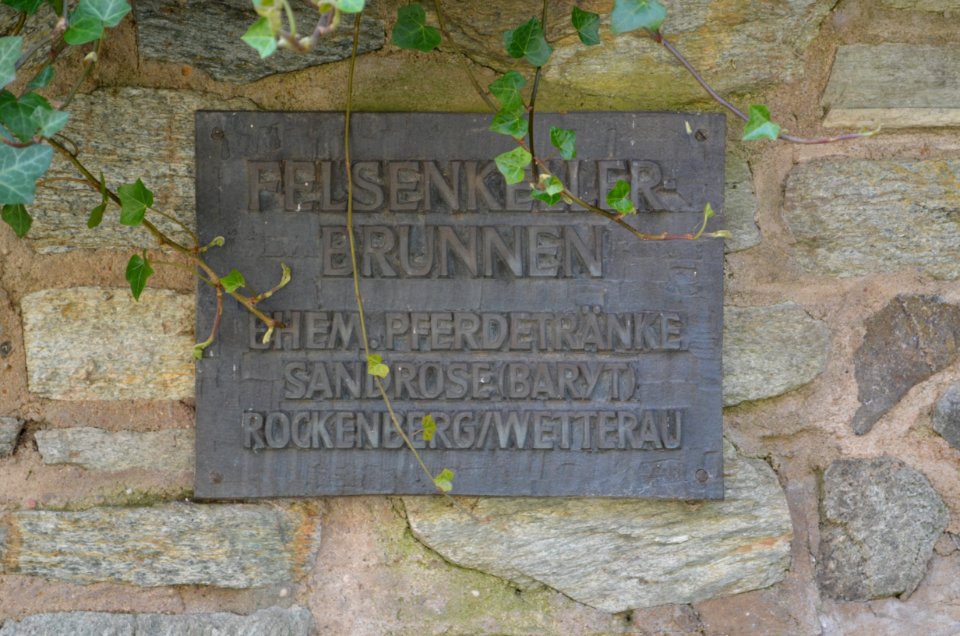 FELSENKELLER-
BRUNNEN
EHEM. PFERDETRÄNKE
SANDROSE (BARYT)
ROCKENBERG/WETTERAU